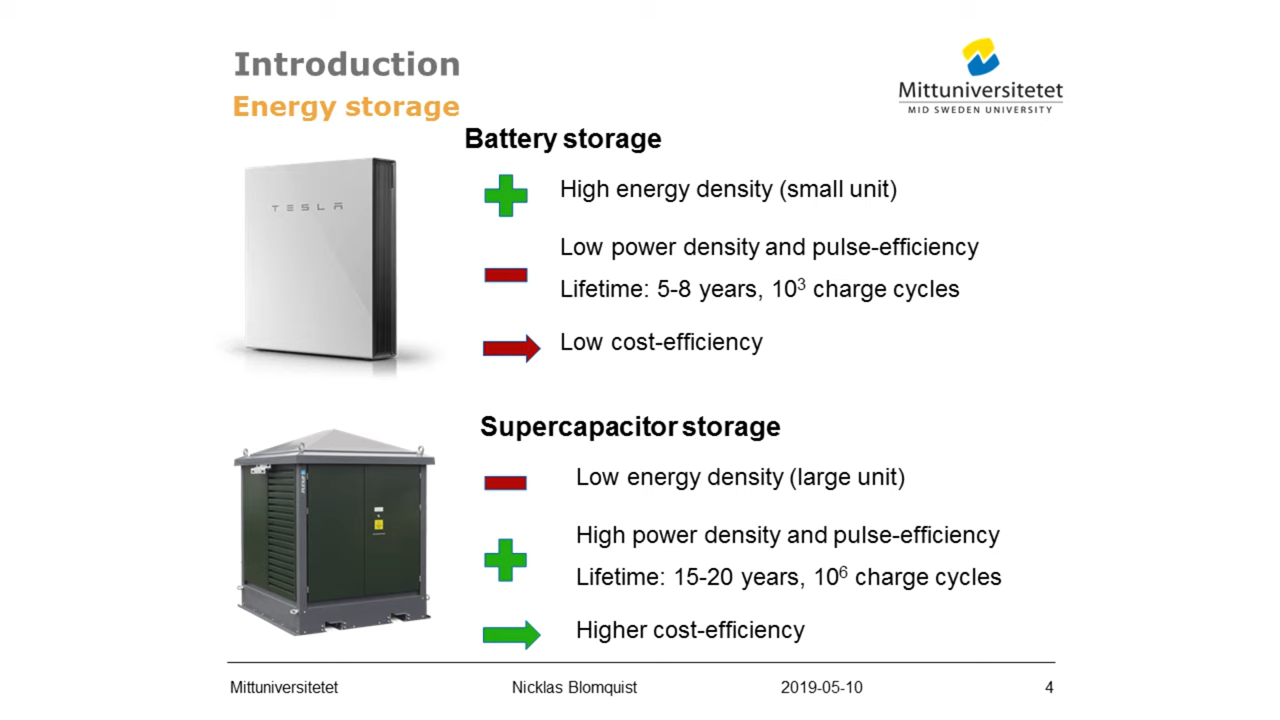 Introduction
Energy storage
Mittuniversitetet
MID SWEDEN UNIVERSITY
Battery storage
TESLA
High energy density (small unit)
Low power density and pulse-efficiency
Lifetime: 5-8 years, 10³ charge cycles
Low cost-efficiency
Supercapacitor storage
Low energy density (large unit)
High power density and pulse-efficiency
Lifetime: 15-20 years, 10⁶ charge cycles
Higher cost-efficiency
Mittuniversitetet Nicklas Blomquist 2019-05-10 4